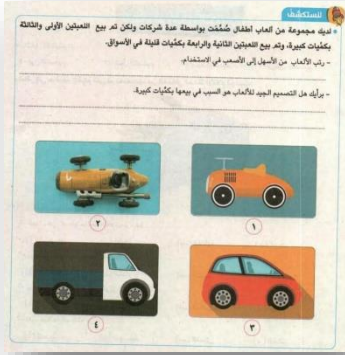 لنستكشف
لديك مجموعة من ألعاب أطفال صُمِّمَت بواسطة عدة شركات ولكن تم بيع اللعبتين الأولى والثالثة
بكميات كبيرة، وتم بيع اللعبتين الثانية والرابعة بكميات قليلة في الأسواق.
- رتب الألعاب من الأسهل إلى الأصعب في الاستخدام.
- برأيك هل التصميم الجيد للألعاب هو السبب في بيعها بكميات كبيرة.
١
٢
٣
٤